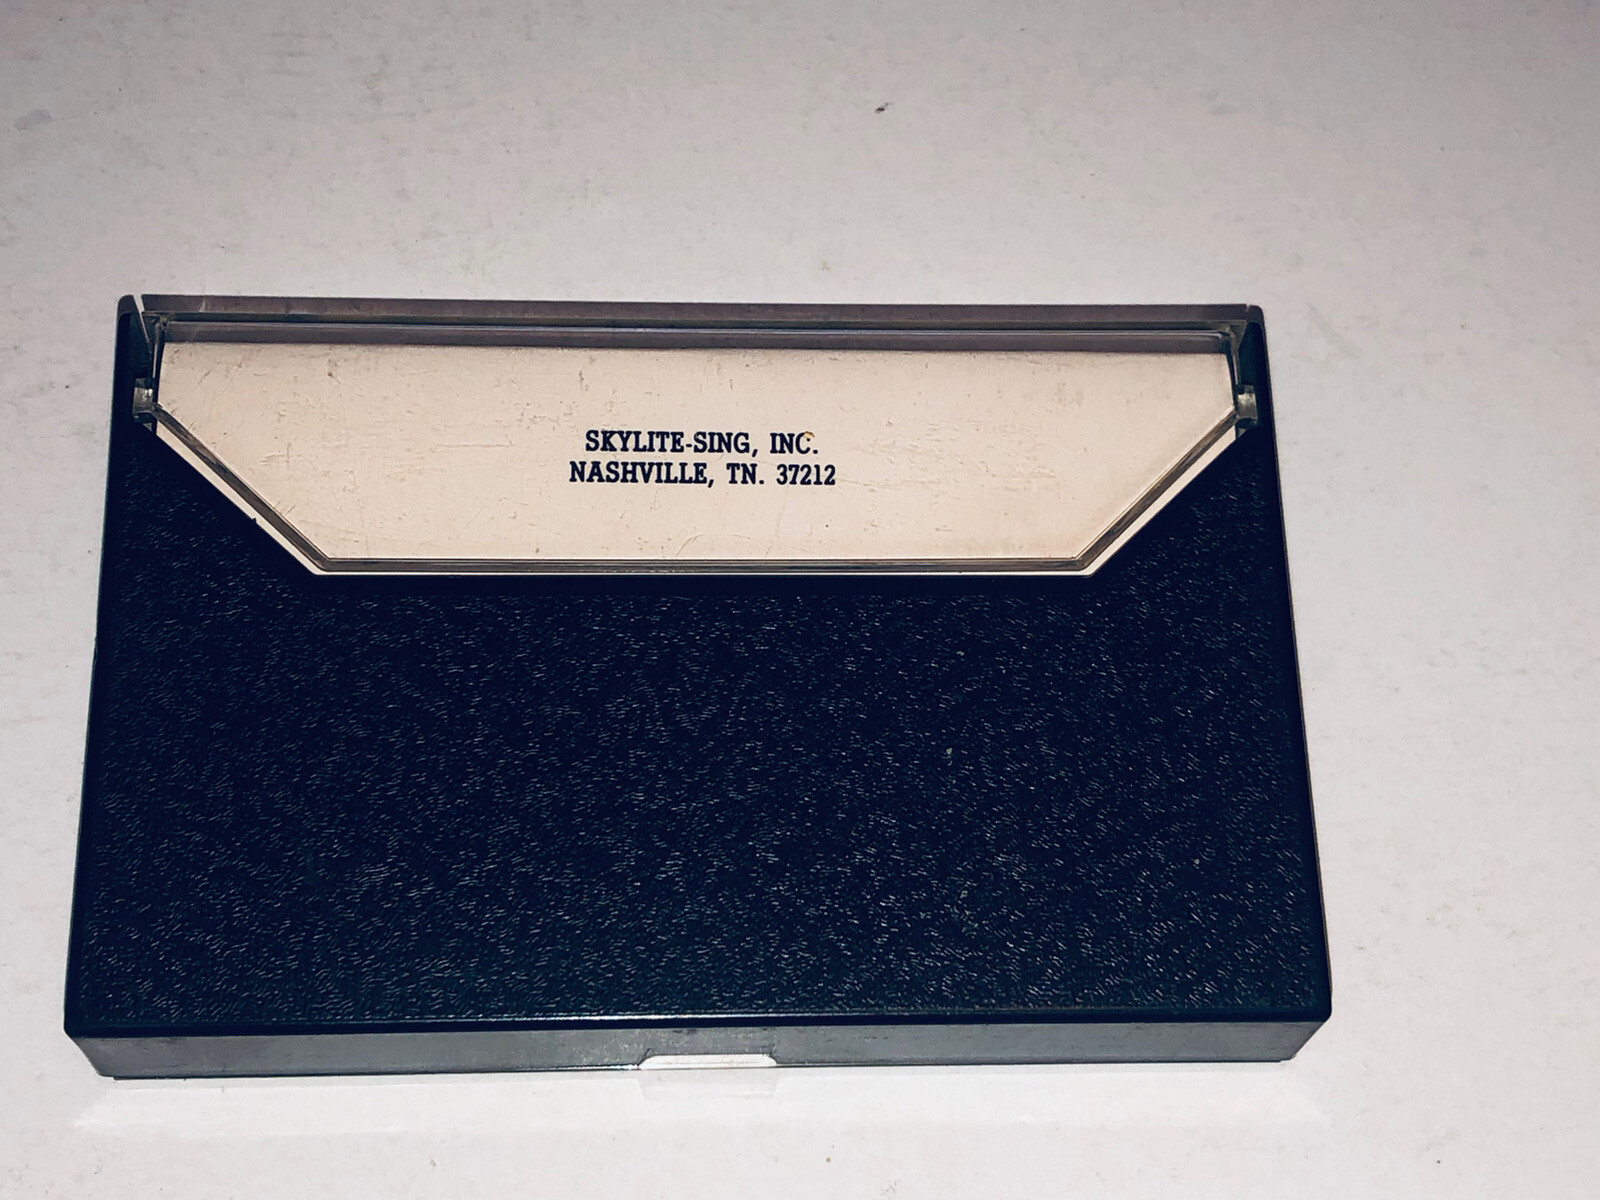 SKYLITE-SING, INC.
NASHVILLE, TN. 37212